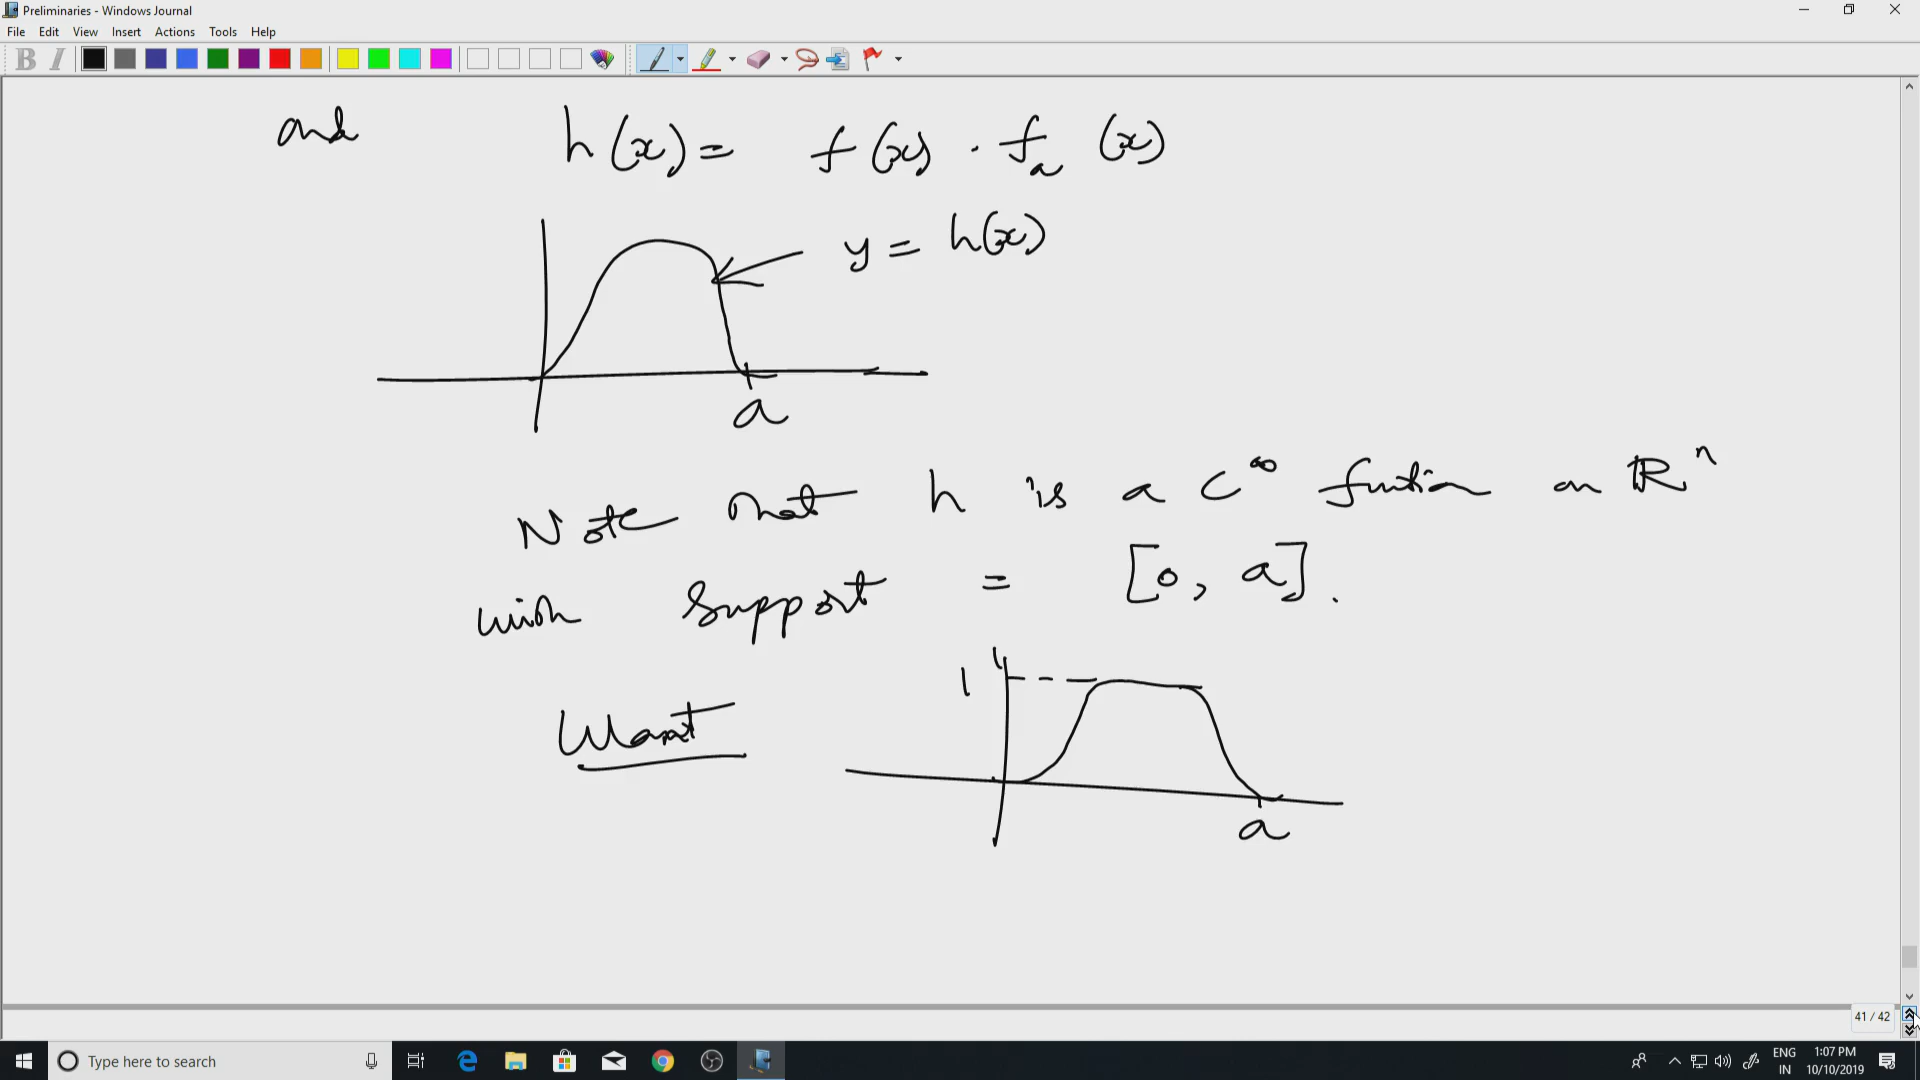 Preliminaries - Windows Journal
File Edit View Insert Actions Tools Help
B I
and h(x) = f(x) · fₐ(x)
y = h(x)
a
Note that h is a C^∞ function on ℝ^n
with support = [0, a].
1
Want
a
41 / 42
Type here to search
ENG 1:07 PM
IN 10/10/2019